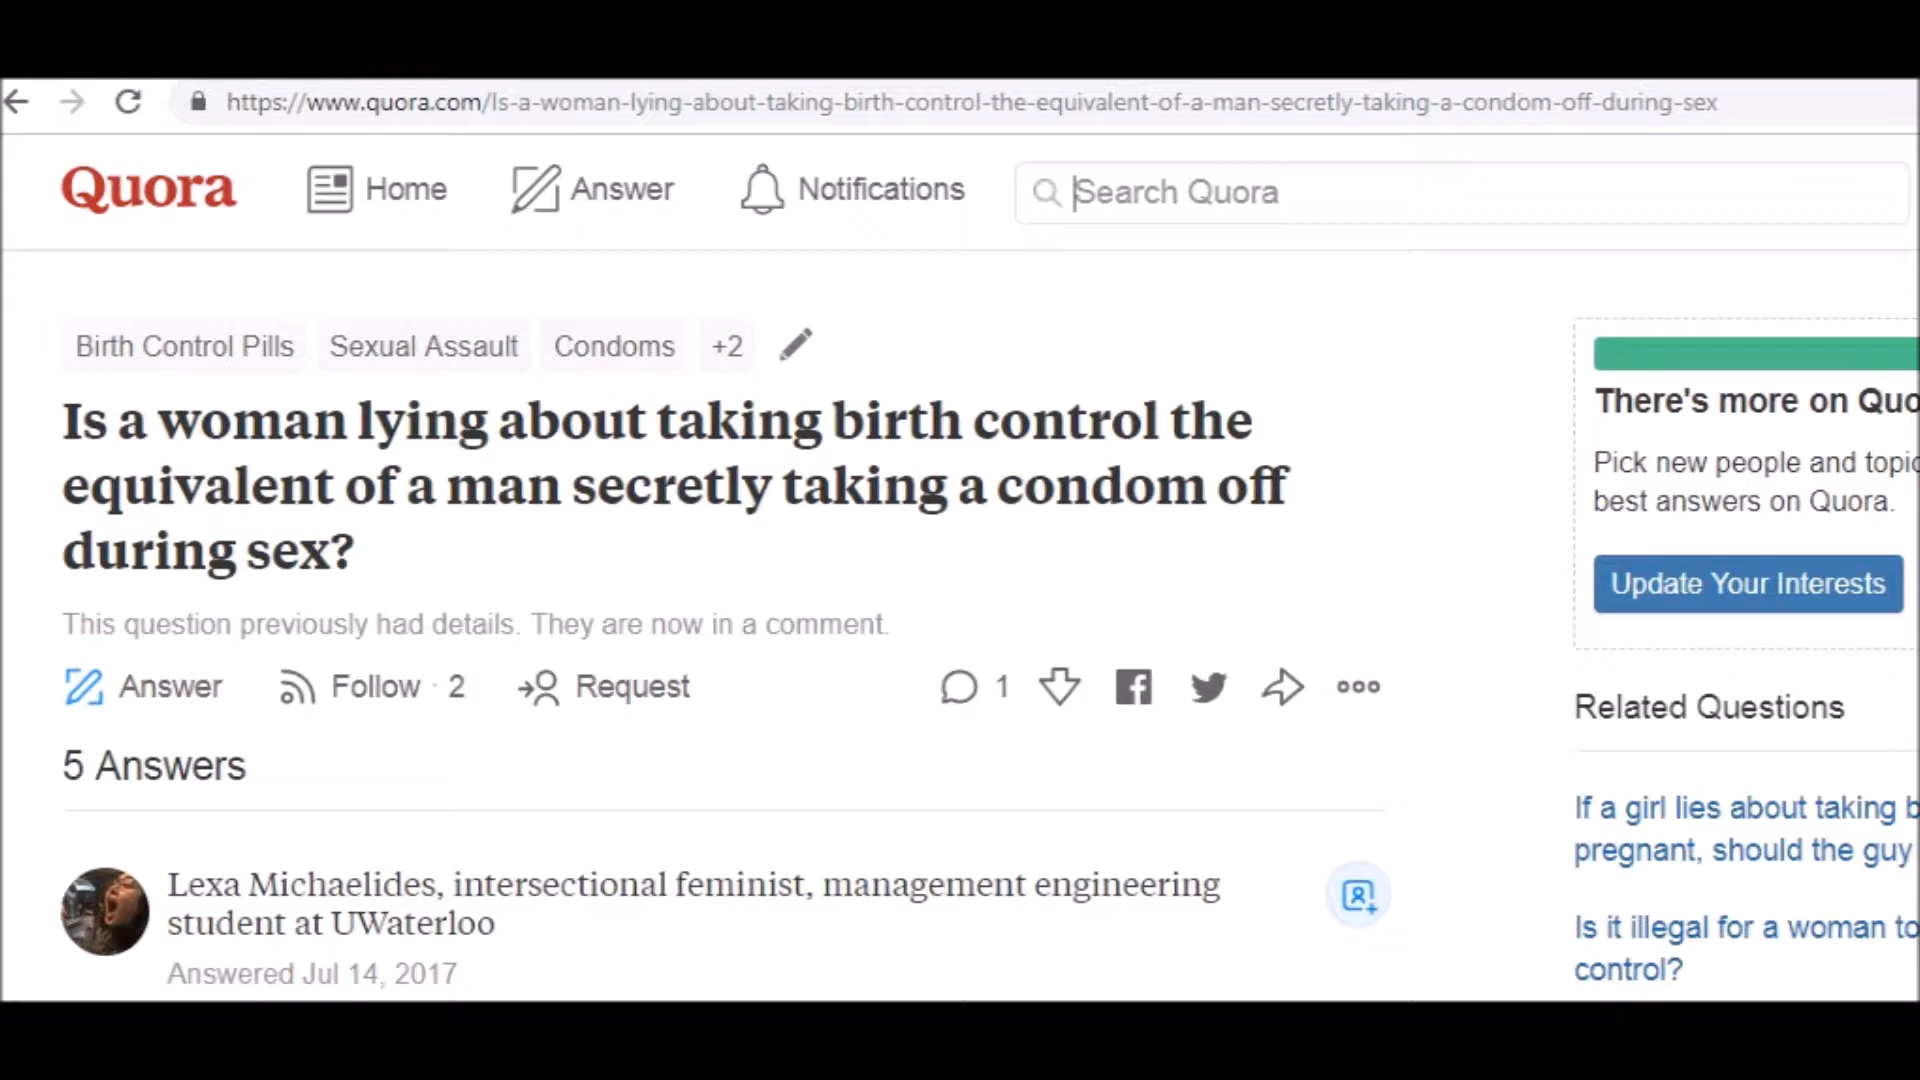 https://www.quora.com/Is-a-woman-lying-about-taking-birth-control-the-equivalent-of-a-man-secretly-taking-a-condom-off-during-sex
Quora Home Answer Notifications Search Quora
Birth Control Pills Sexual Assault Condoms +2
Is a woman lying about taking birth control the
equivalent of a man secretly taking a condom off
during sex?
This question previously had details. They are now in a comment.
Answer Follow · 2 Request 1
5 Answers
Lexa Michaelides, intersectional feminist, management engineering
student at UWaterloo
Answered Jul 14, 2017
There's more on Quo
Pick new people and topic
best answers on Quora.
Update Your Interests
Related Questions
If a girl lies about taking b
pregnant, should the guy
Is it illegal for a woman to
control?